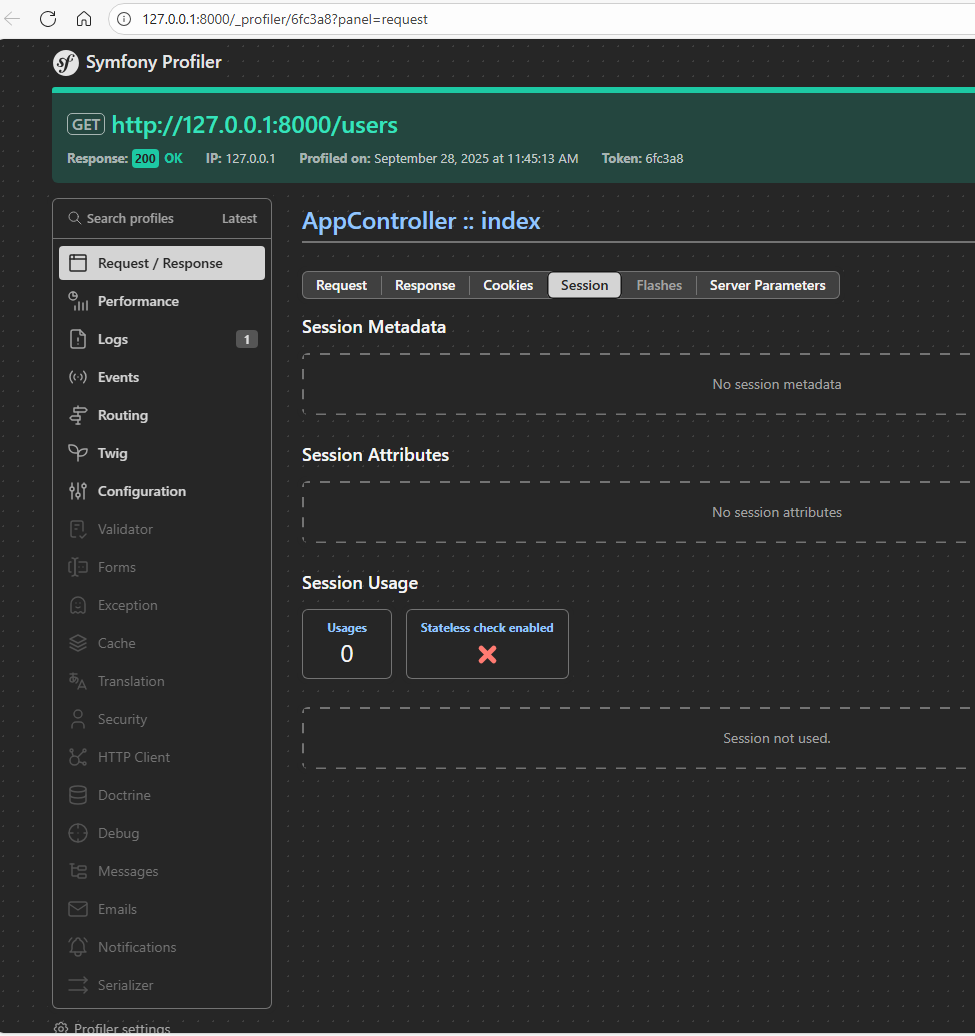 127.0.0.1:8000/_profiler/6fc3a8?panel=request
sf Symfony Profiler
GET http://127.0.0.1:8000/users
Response: 200 OK IP: 127.0.0.1 Profiled on: September 28, 2025 at 11:45:13 AM Token: 6fc3a8
Search profiles Latest
Request / Response
Performance
Logs 1
Events
Routing
Twig
Configuration
Validator
Forms
Exception
Cache
Translation
Security
HTTP Client
Doctrine
Debug
Messages
Emails
Notifications
Serializer
Profiler settings
AppController :: index
Request Response Cookies Session Flashes Server Parameters
Session Metadata
No session metadata
Session Attributes
No session attributes
Session Usage
Usages
0
Stateless check enabled
Session not used.